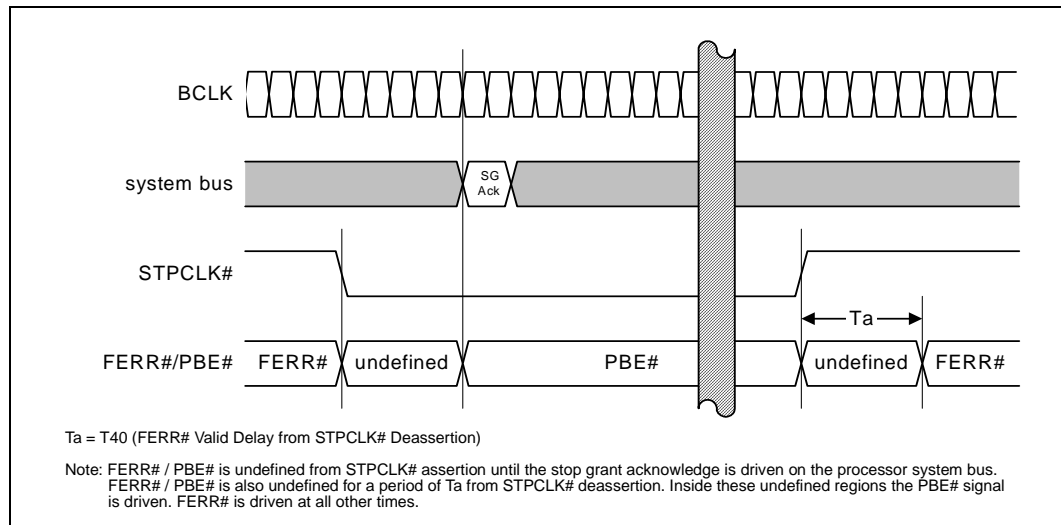 BCLK
system bus
SG
Ack
STPCLK#
Ta
FERR#/PBE#
FERR#
undefined
PBE#
undefined
FERR#
Ta = T40 (FERR# Valid Delay from STPCLK# Deassertion)
Note: FERR# / PBE# is undefined from STPCLK# assertion until the stop grant acknowledge is driven on the processor system bus.
FERR# / PBE# is also undefined for a period of Ta from STPCLK# deassertion. Inside these undefined regions the PBE# signal
is driven. FERR# is driven at all other times.